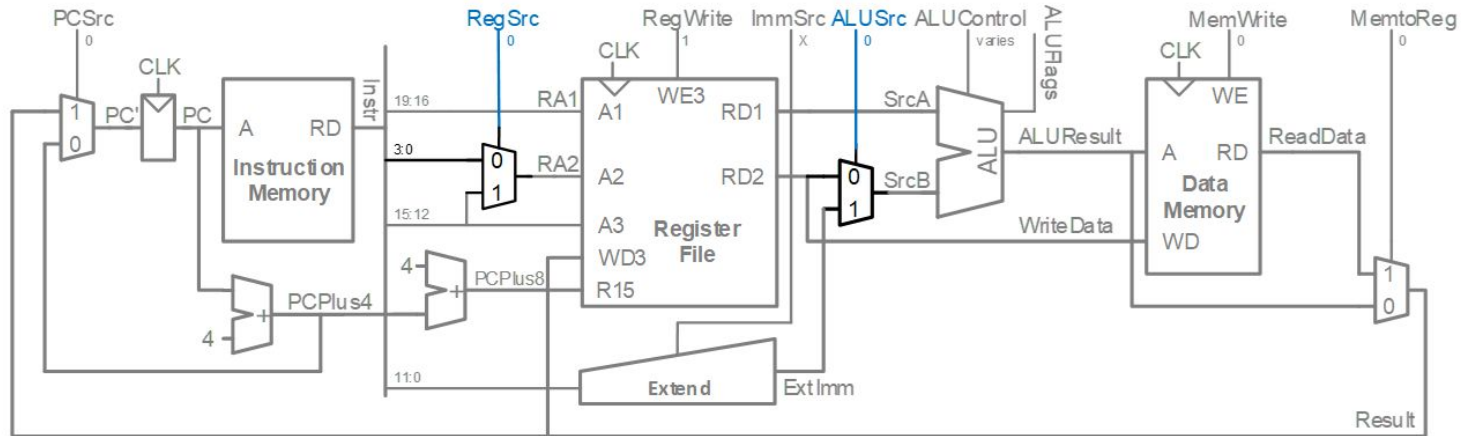 PCSrc RegSrc RegWrite ImmSrc ALUSrc ALUControl ALUFlags MemWrite MemtoReg
0 0 1 X 0 varies 0 0
CLK CLK CLK
1 0 PC' PC A RD Instruction Memory Instr
19:16 RA1 A1 WE3 RD1 SrcA
3:0 0 1 RA2 A2 RD2 0 1 SrcB ALU ALUResult
15:12 A3 Register File
WD3
R15
A RD WE Data Memory WD ReadData
WriteData
1 0
4 + PCPlus8
PCPlus4
4 +
11:0 Extend ExtImm
Result